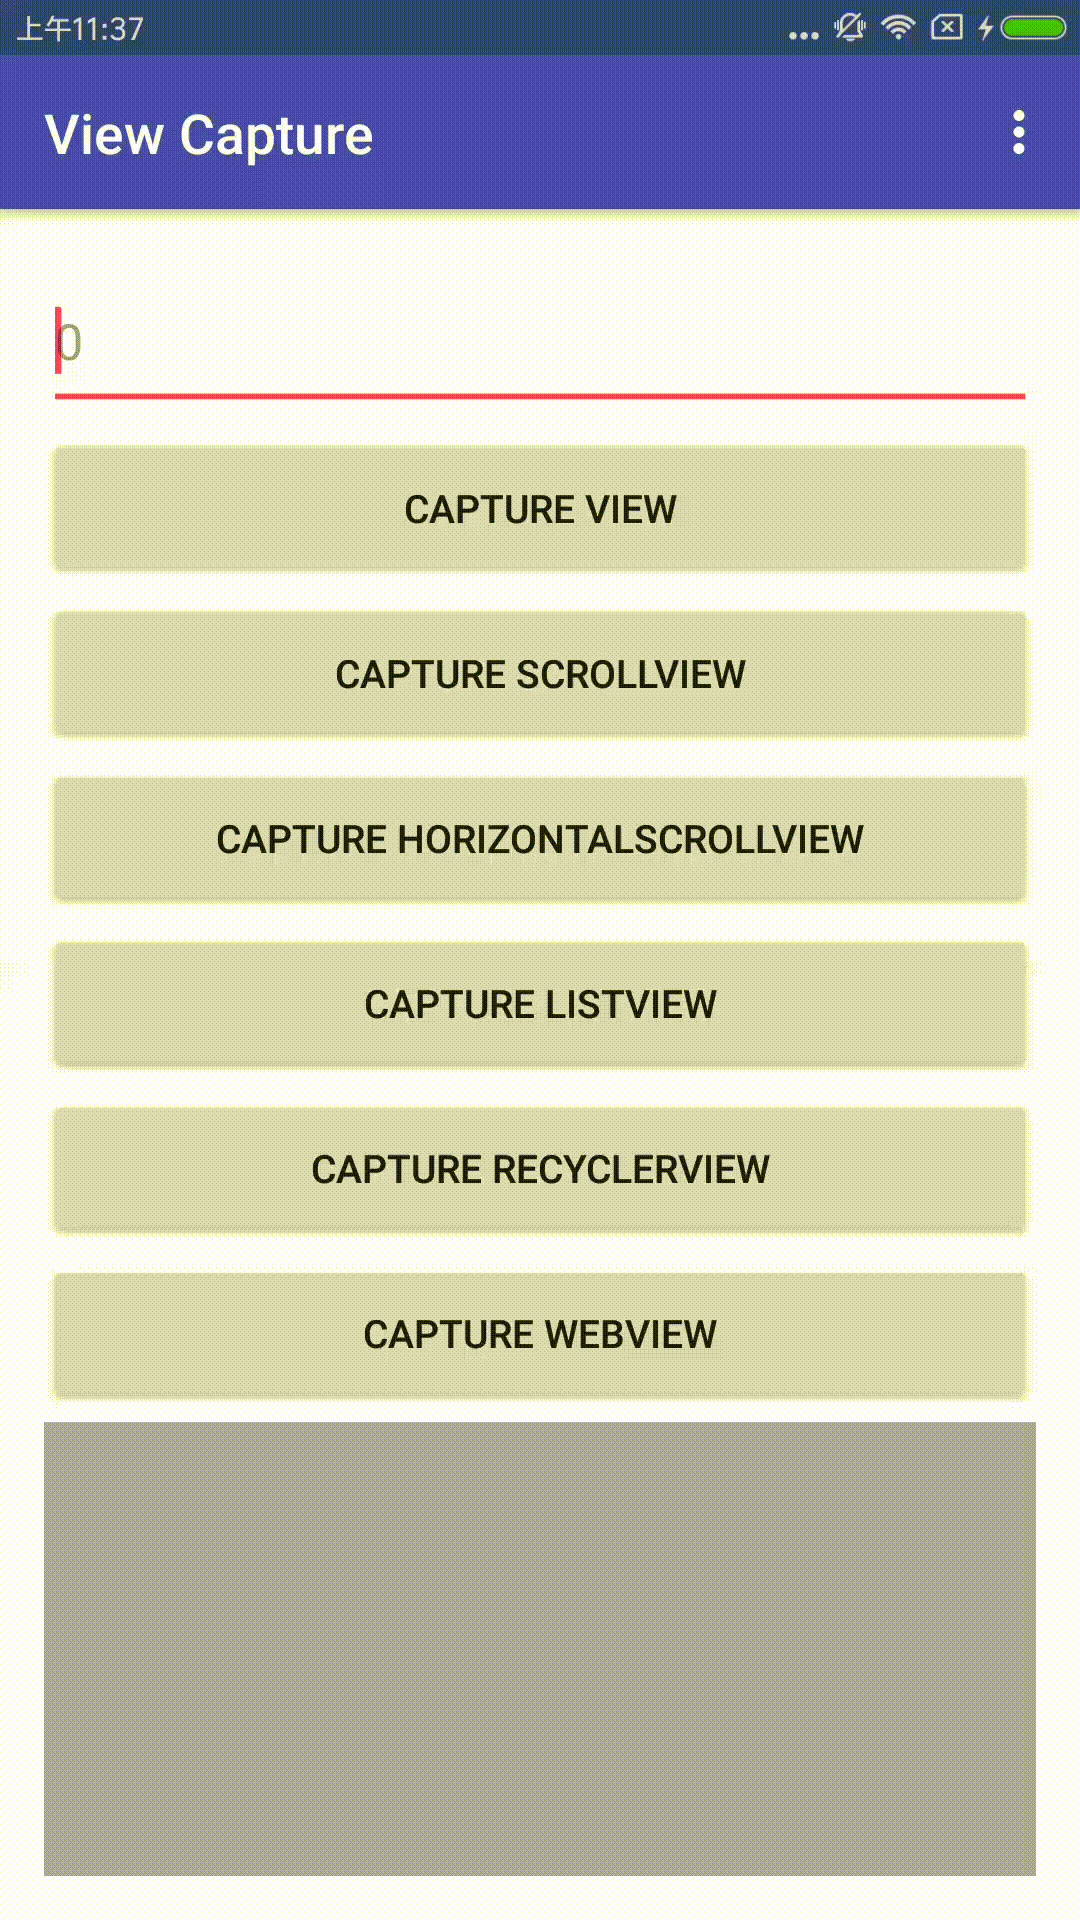 上午11:37
View Capture
0
CAPTURE VIEW
CAPTURE SCROLLVIEW
CAPTURE HORIZONTALSCROLLVIEW
CAPTURE LISTVIEW
CAPTURE RECYCLERVIEW
CAPTURE WEBVIEW